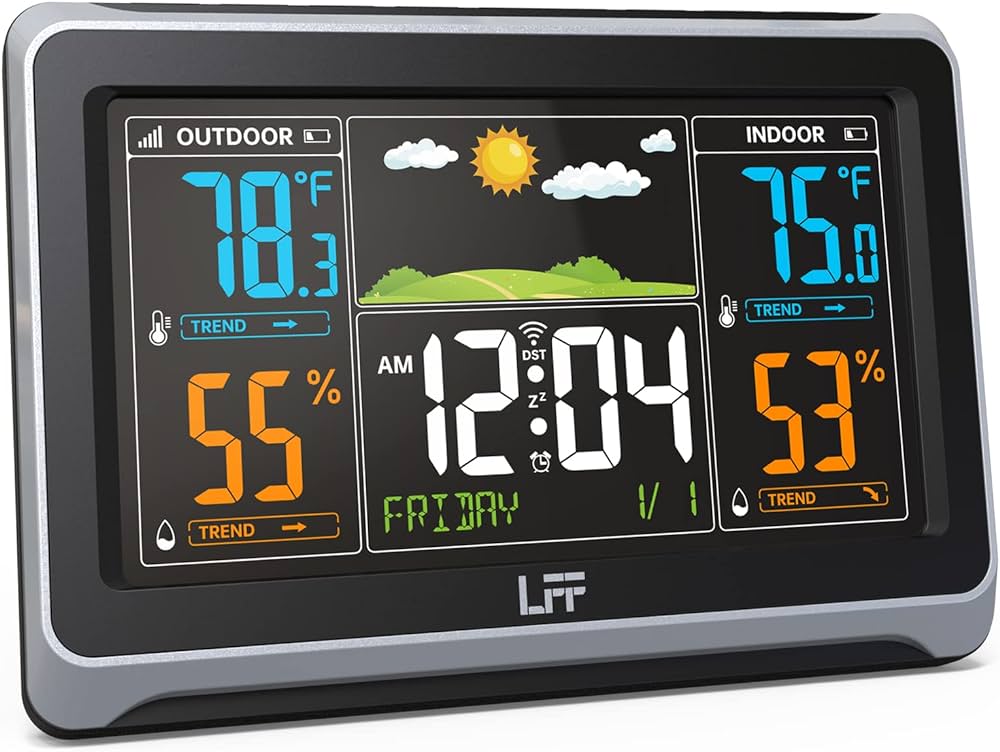 OUTDOOR
78.3 °F
TREND
55 %
TREND
AM 12:04
DST
Zz
FRIDAY 1/ 1
INDOOR
75.0 °F
TREND
53 %
TREND
LFF